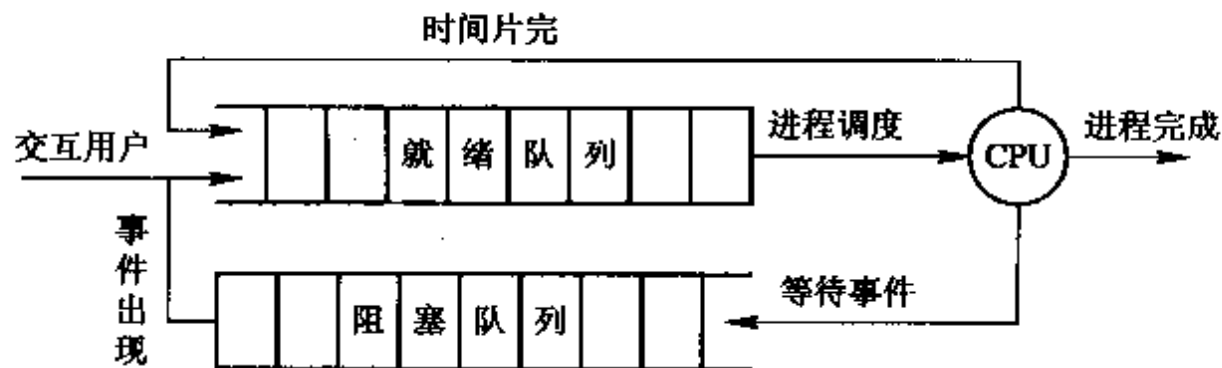 时间片完
交互用户
就绪队列
进程调度
CPU
进程完成
事件出现
阻塞队列
等待事件